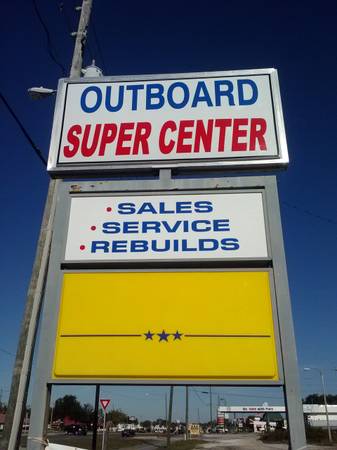 OUTBOARD
SUPER CENTER
• SALES
• SERVICE
• REBUILDS